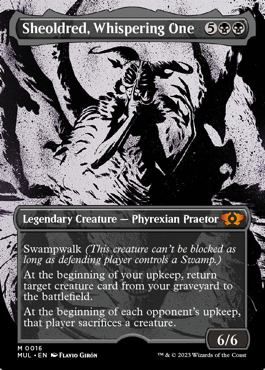 Sheoldred, Whispering One 5
Legendary Creature — Phyrexian Praetor
Swampwalk (This creature can't be blocked as
long as defending player controls a Swamp.)
At the beginning of your upkeep, return
target creature card from your graveyard to
the battlefield.
At the beginning of each opponent's upkeep,
that player sacrifices a creature.
6/6
M 0016
MUL • EN Flavio Girón
™ & © 2023 Wizards of the Coast